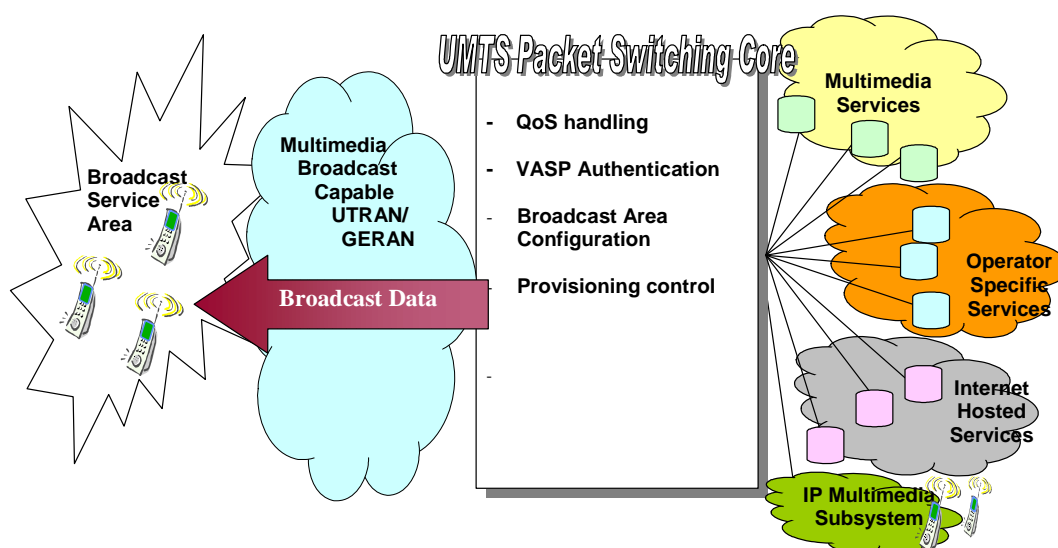 UMTS Packet Switching Core
Broadcast
Service
Area
Multimedia
Broadcast
Capable
UTRAN/
GERAN
Broadcast Data
- QoS handling
- VASP Authentication
- Broadcast Area
Configuration
- Provisioning control
-
Multimedia
Services
Operator
Specific
Services
Internet
Hosted
Services
IP Multimedia
Subsystem